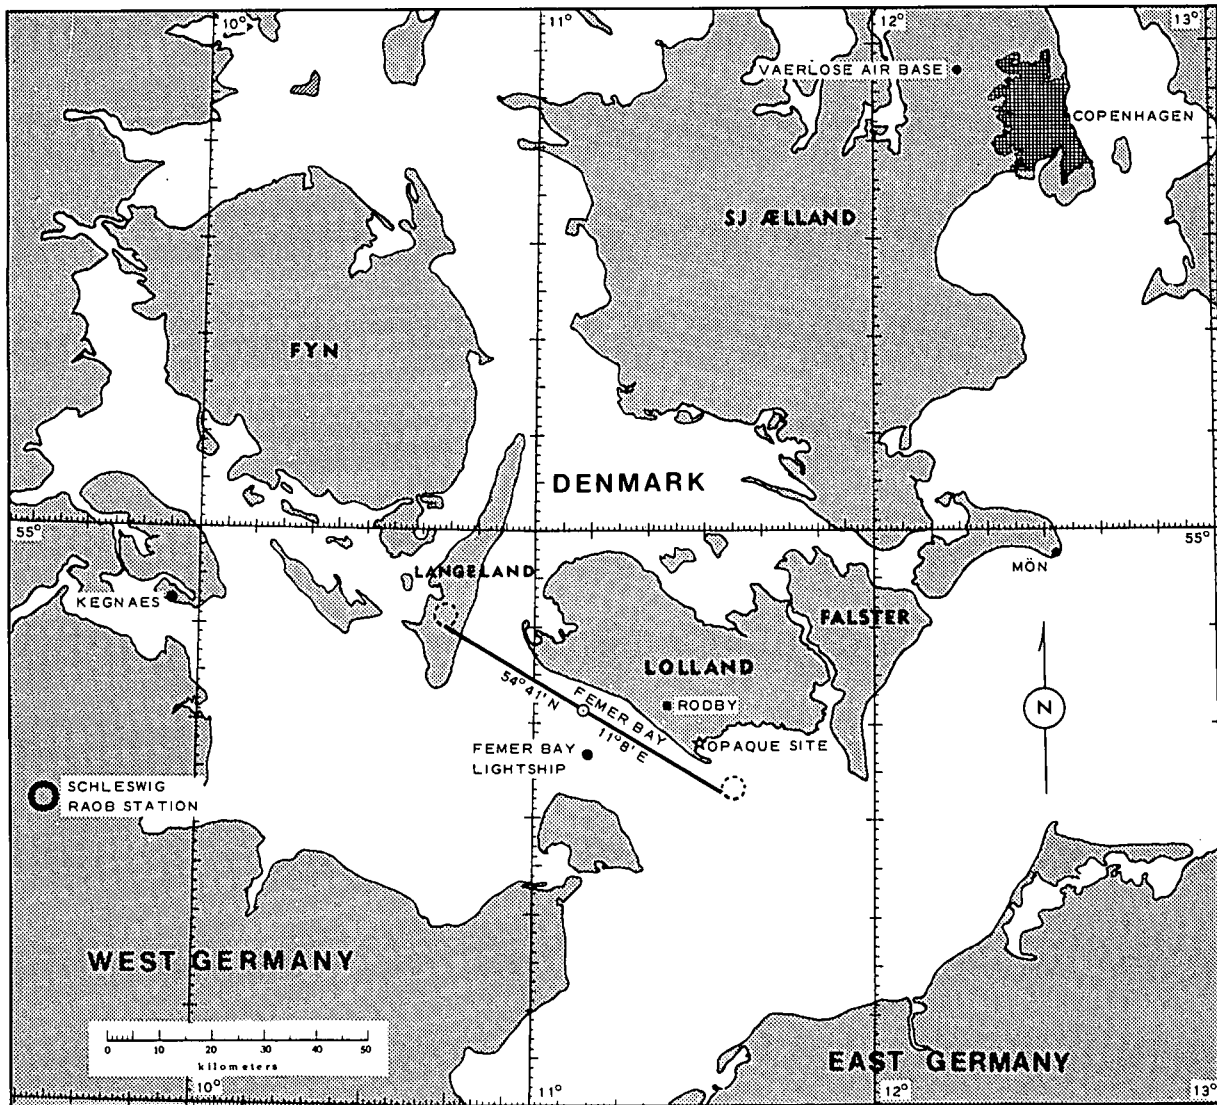 10°
11°
12°
13°
VAERLOSE AIR BASE
COPENHAGEN
SJ ÆLLAND
FYN
DENMARK
55°
55°
LANGELAND
MÖN
KEGNAES
FALSTER
LOLLAND
54°41'N
FEMER BAY
RODBY
N
11°8'E
OPAQUE SITE
FEMER BAY
LIGHTSHIP
SCHLESWIG
RAOB STATION
WEST GERMANY
0 10 20 30 40 50
kilometers
EAST GERMANY
10°
11°
12°
13°